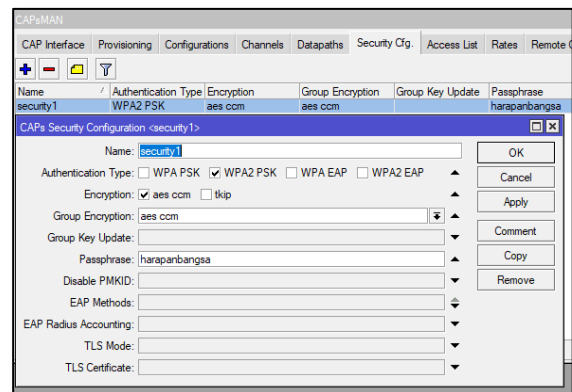 CAPsMAN
CAP Interface Provisioning Configurations Channels Datapaths Security Cfg. Access List Rates Remote
Name / Authentication Type Encryption Group Encryption Group Key Update Passphrase
security1 WPA2 PSK aes ccm aes ccm harapanbangsa
CAPs Security Configuration <security1>
Name: security1
OK
Authentication Type: WPA PSK WPA2 PSK WPA EAP WPA2 EAP
Cancel
Encryption: aes ccm tkip
Apply
Group Encryption: aes ccm
Group Key Update:
Comment
Passphrase: harapanbangsa
Copy
Disable PMKID:
Remove
EAP Methods:
EAP Radius Accounting:
TLS Mode:
TLS Certificate: